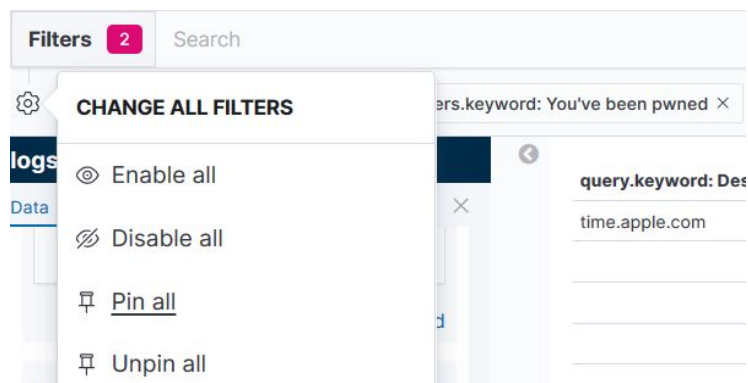 Filters 2 Search
CHANGE ALL FILTERS
ers.keyword: You've been pwned ×
logs
Enable all
query.keyword: Des
Data
time.apple.com
Disable all
Pin all
d
Unpin all